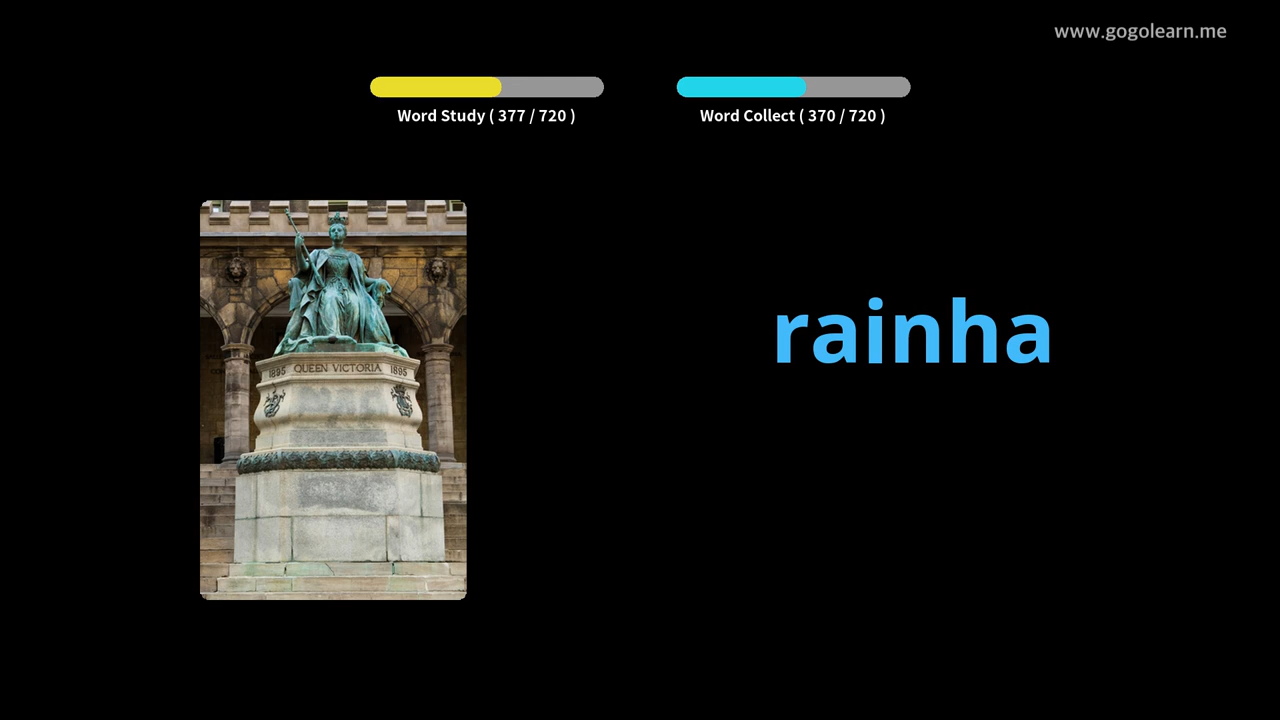 www.gogolearn.me
Word Study ( 377 / 720 )
Word Collect ( 370 / 720 )
rainha
1895 QUEEN VICTORIA 1895